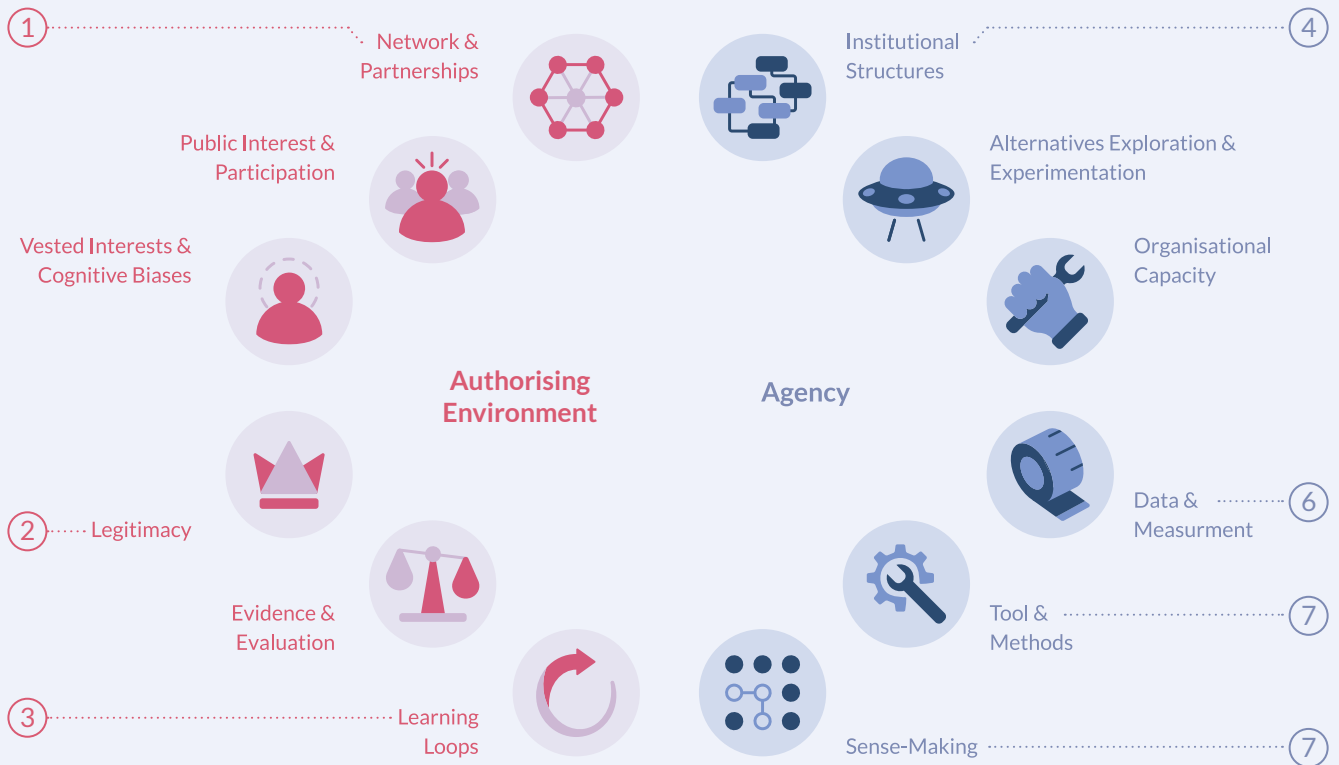 1
Network &
Partnerships
Public Interest &
Participation
Vested Interests &
Cognitive Biases
Authorising
Environment
2
Legitimacy
Evidence &
Evaluation
3
Learning
Loops
4
Institutional
Structures
Alternatives Exploration &
Experimentation
Organisational
Capacity
Agency
Data &
Measurment
6
Tool &
Methods
7
Sense-Making
7